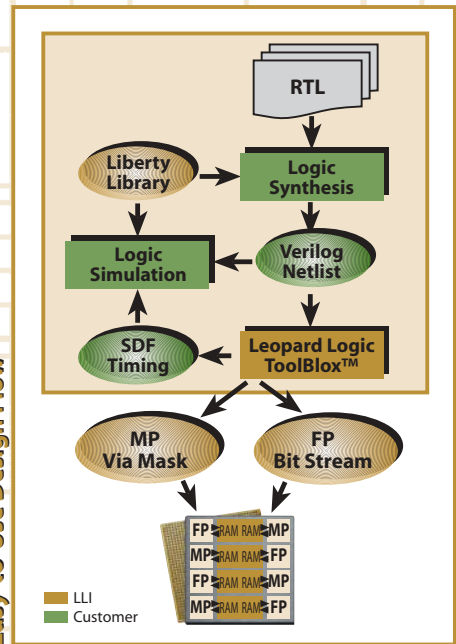 RTL
Liberty
Library
Logic
Synthesis
Logic
Simulation
Verilog
Netlist
SDF
Timing
Leopard Logic
ToolBlox™
MP
Via Mask
FP
Bit Stream
FP RAM RAM MP
MP RAM RAM FP
FP RAM RAM MP
MP RAM RAM FP
LLI
Customer
Design Flow